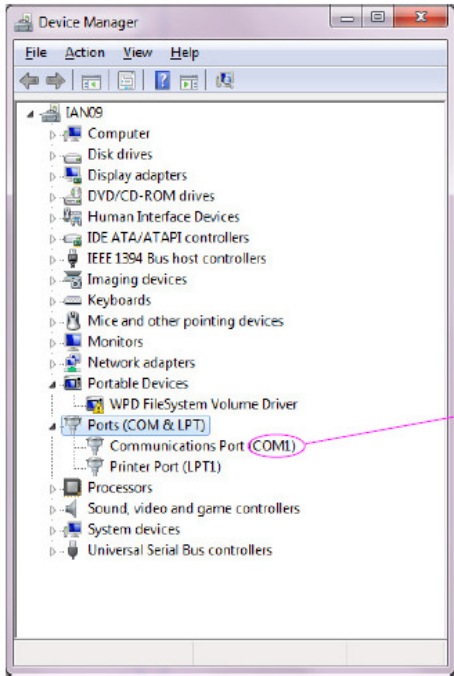 Device Manager
File Action View Help
IAN09
Computer
Disk drives
Display adapters
DVD/CD-ROM drives
Human Interface Devices
IDE ATA/ATAPI controllers
IEEE 1394 Bus host controllers
Imaging devices
Keyboards
Mice and other pointing devices
Monitors
Network adapters
Portable Devices
WPD FileSystem Volume Driver
Ports (COM & LPT)
Communications Port (COM1)
Printer Port (LPT1)
Processors
Sound, video and game controllers
System devices
Universal Serial Bus controllers